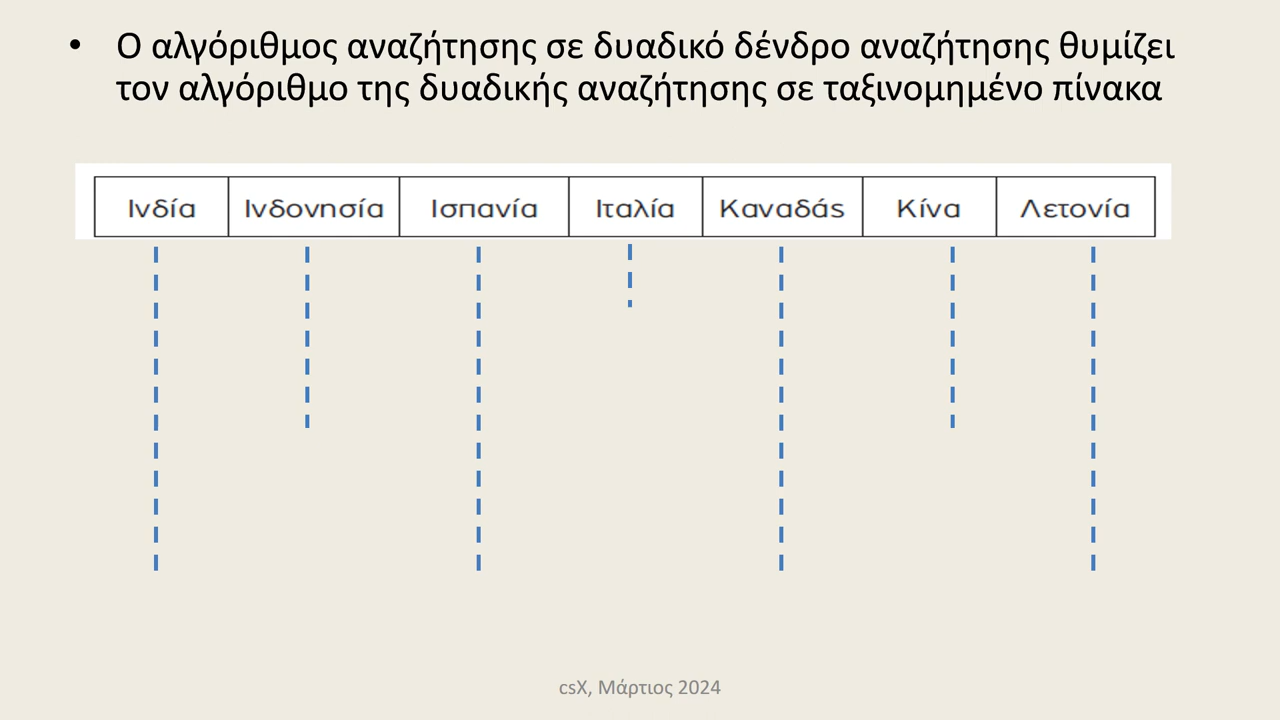 • Ο αλγόριθμος αναζήτησης σε δυαδικό δένδρο αναζήτησης θυμίζει
τον αλγόριθμο της δυαδικής αναζήτησης σε ταξινομημένο πίνακα
Ινδία Ινδονησία Ισπανία Ιταλία Καναδάς Κίνα Λετονία
csX, Μάρτιος 2024